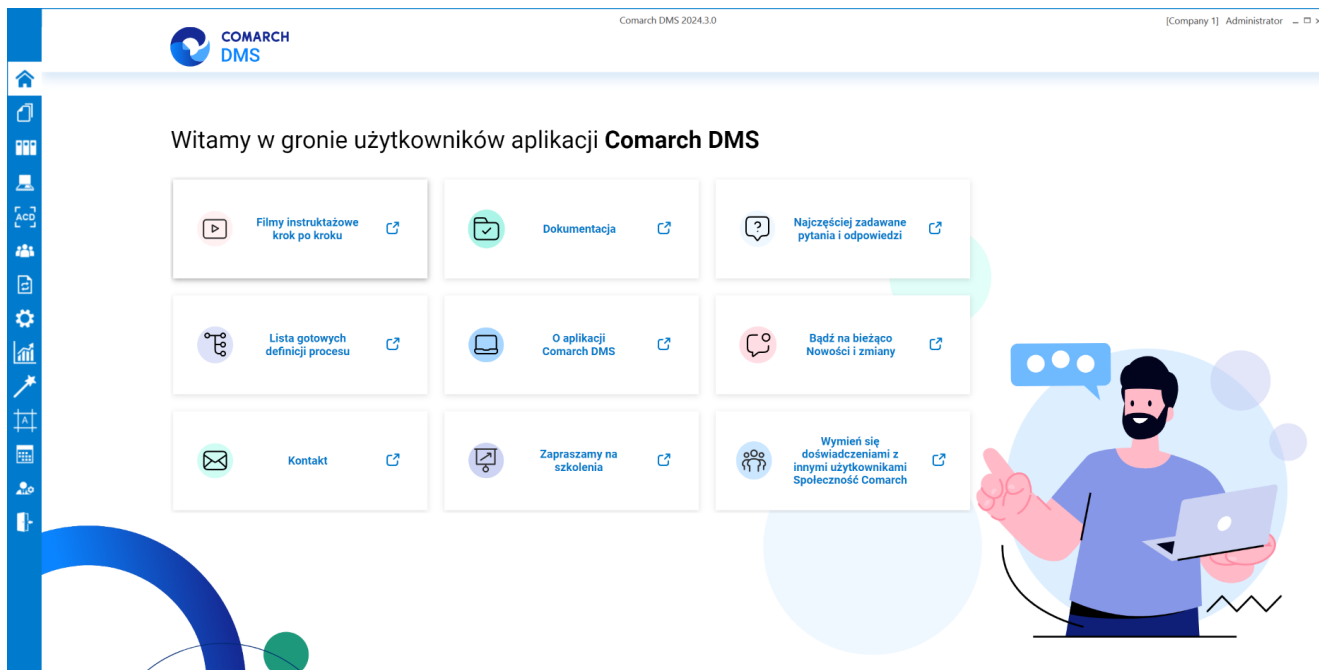 Comarch DMS 2024.3.0
[Company 1] Administrator
COMARCH
DMS
ACD
Witamy w gronie użytkowników aplikacji Comarch DMS
Filmy instruktażowe
krok po kroku
Dokumentacja
Najczęściej zadawane
pytania i odpowiedzi
Lista gotowych
definicji procesu
O aplikacji
Comarch DMS
Bądź na bieżąco
Nowości i zmiany
A
Kontakt
Zapraszamy na
szkolenia
Wymień się
doświadczeniami z
innymi użytkownikami
Społeczność Comarch